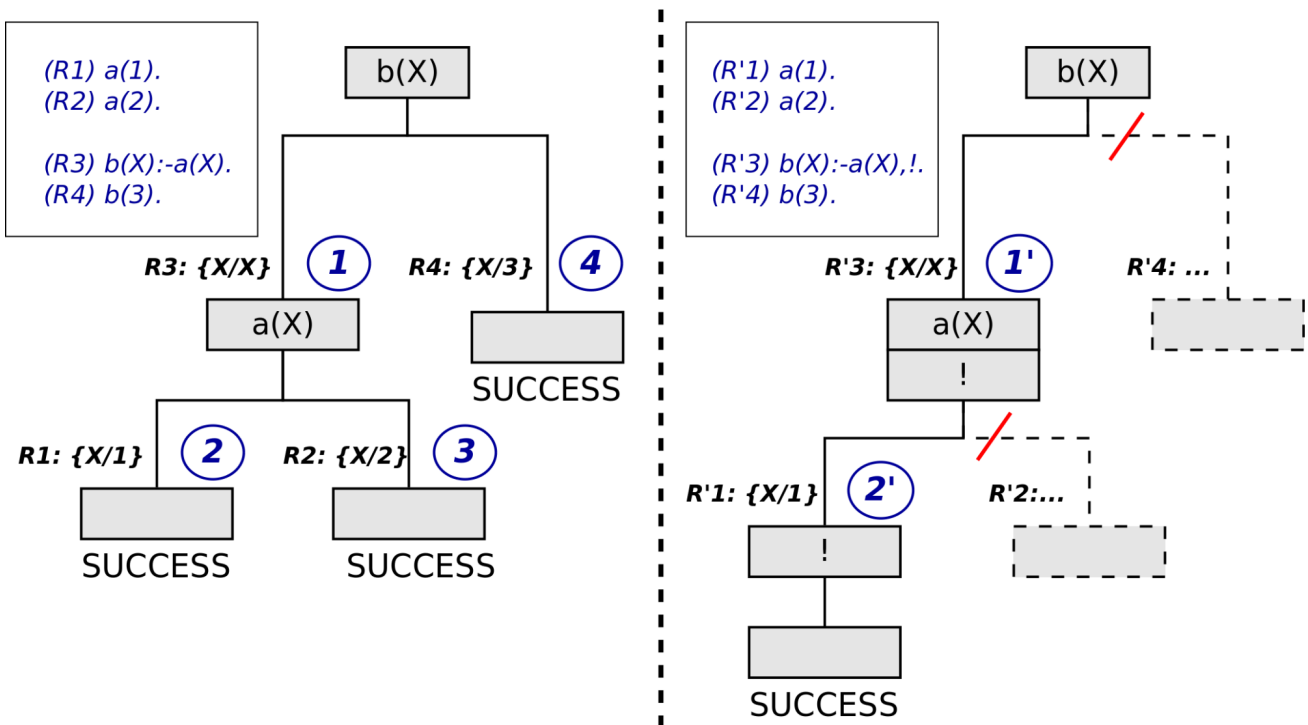 (R1) a(1).
(R2) a(2).
(R3) b(X):-a(X).
(R4) b(3).
b(X)
R3: {X/X}
1
R4: {X/3}
4
a(X)
SUCCESS
R1: {X/1}
2
R2: {X/2}
3
SUCCESS
SUCCESS
(R'1) a(1).
(R'2) a(2).
(R'3) b(X):-a(X),!.
(R'4) b(3).
b(X)
R'3: {X/X}
1'
R'4: ...
a(X)
!
R'1: {X/1}
2'
R'2:...
!
SUCCESS